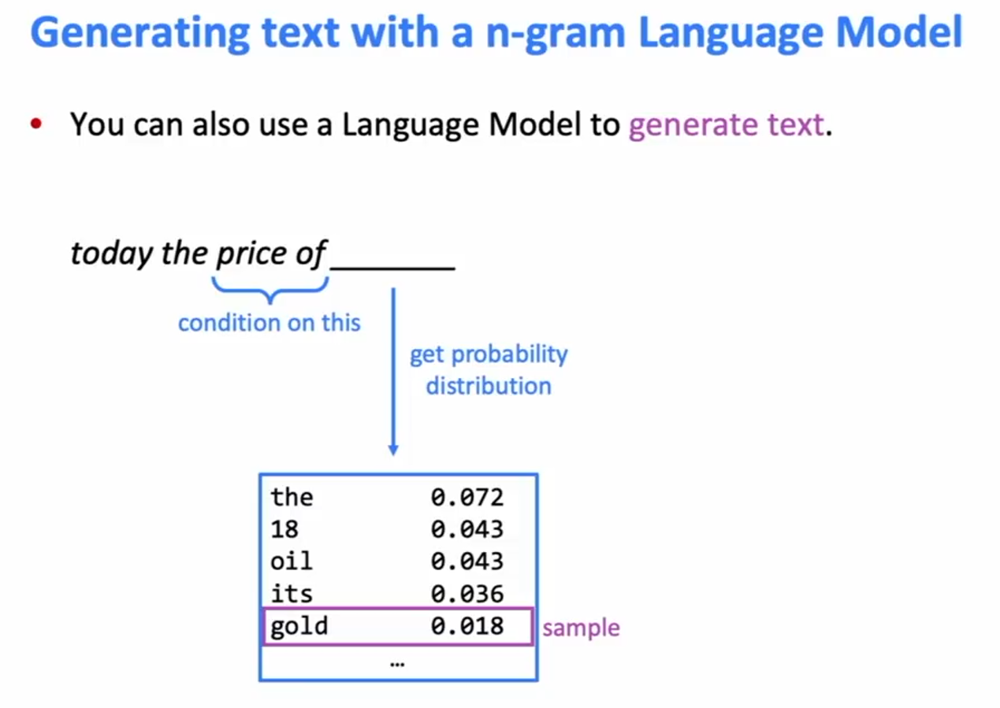 Generating text with a n-gram Language Model
• You can also use a Language Model to generate text.
today the price of ________
condition on this
get probability
distribution
the 0.072
18 0.043
oil 0.043
its 0.036
gold 0.018
sample
…